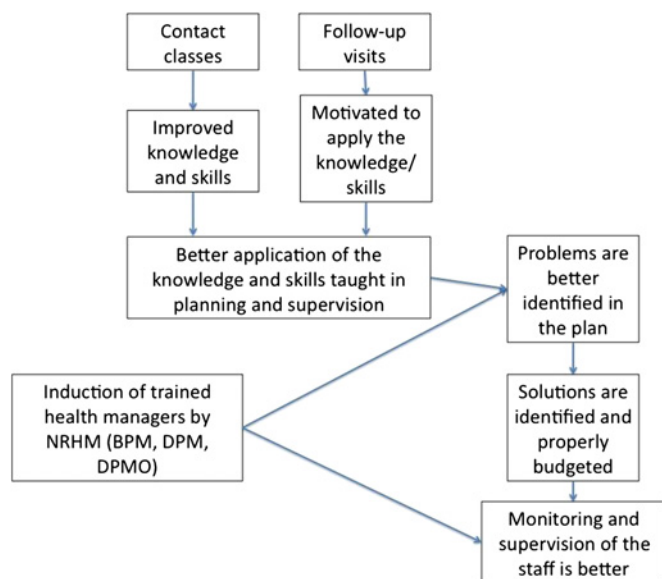 Contact
classes
Follow-up
visits
Improved
knowledge
and skills
Motivated to
apply the
knowledge/
skills
Better application of the
knowledge and skills taught in
planning and supervision
Problems are
better
identified in
the plan
Induction of trained
health managers by
NRHM (BPM, DPM,
DPMO)
Solutions are
identified and
properly
budgeted
Monitoring and
supervision of the
staff is better